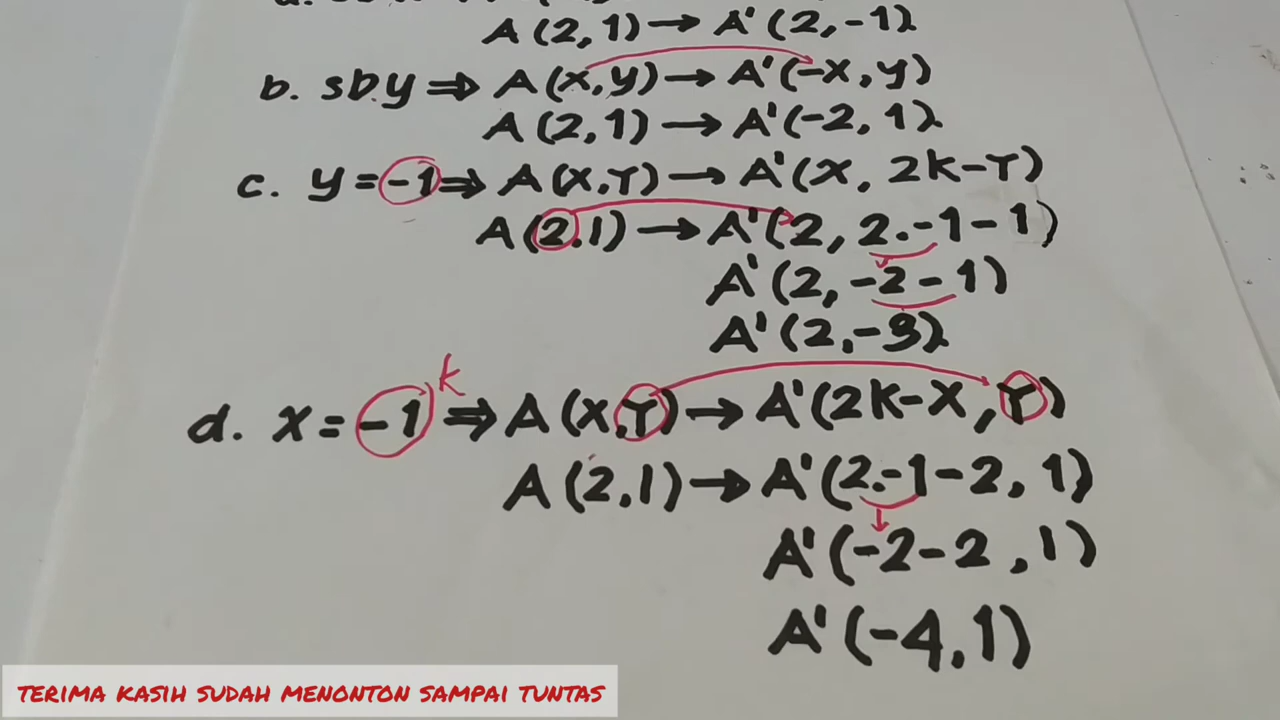 A (2, 1) → A' (2, -1)
b. sb.y ⇒ A (x, y) → A' (-x, y)
A (2, 1) → A' (-2, 1)
c. y = -1 ⇒ A (X, Y) → A' (X, 2K-Y)
A (2.1) → A' (2, 2.-1-1)
A' (2, -2-1)
A' (2, -3)
k
d. X = -1 ⇒ A (X, Y) → A' (2K-X, Y)
A (2, 1) → A' (2.-1-2, 1)
A' (-2-2, 1)
A' (-4, 1)
TERIMA KASIH SUDAH MENONTON SAMPAI TUNTAS